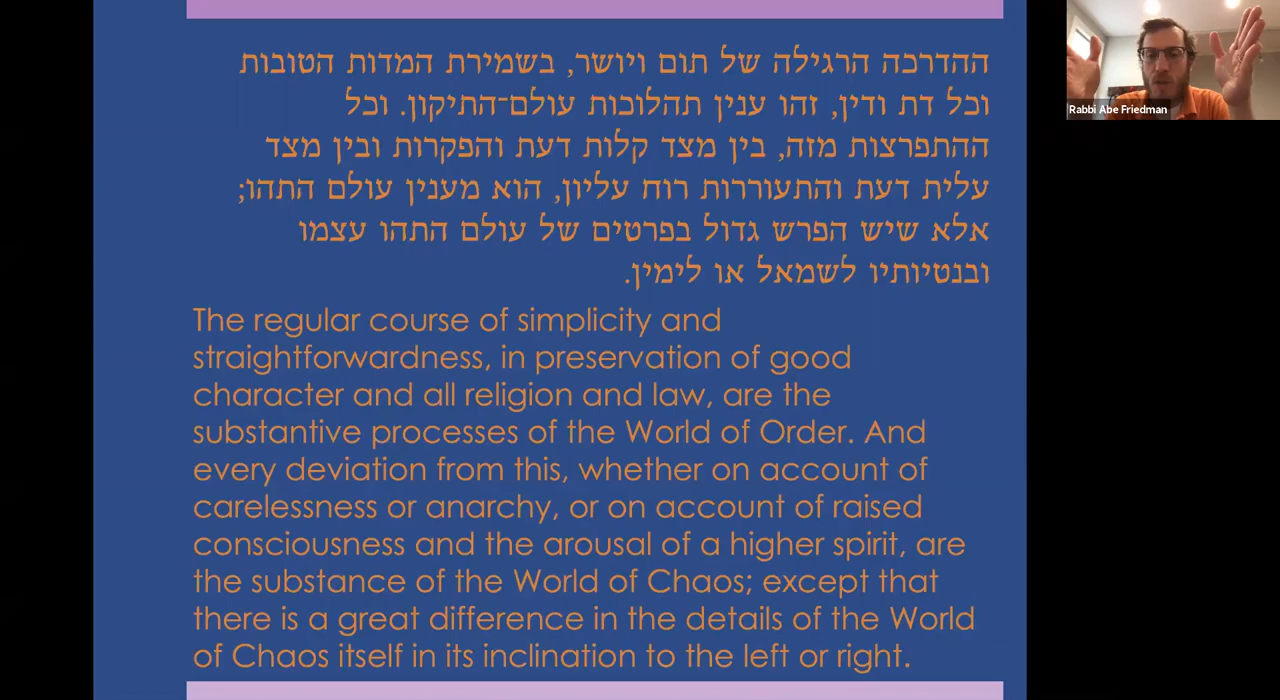 ההדרכה הרגילה של תום ויושר, בשמירת המדות הטובות
וכל דת ודין, זהו ענין תהלוכות עולם־התיקון. וכל
ההתפרצות מזה, בין מצד קלות דעת והפקרות ובין מצד
עלית דעת והתעוררות רוח עליון, הוא מענין עולם התהו;
אלא שיש הפרש גדול בפרטים של עולם התהו עצמו
ובנטיותיו לשמאל או לימין.
The regular course of simplicity and
straightforwardness, in preservation of good
character and all religion and law, are the
substantive processes of the World of Order. And
every deviation from this, whether on account of
carelessness or anarchy, or on account of raised
consciousness and the arousal of a higher spirit, are
the substance of the World of Chaos; except that
there is a great difference in the details of the World
of Chaos itself in its inclination to the left or right.
Rabbi Abe Friedman